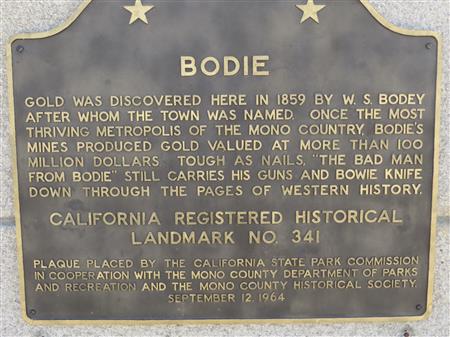 BODIE
GOLD WAS DISCOVERED HERE IN 1859 BY W. S. BODEY
AFTER WHOM THE TOWN WAS NAMED. ONCE THE MOST
THRIVING METROPOLIS OF THE MONO COUNTRY, BODIE'S
MINES PRODUCED GOLD VALUED AT MORE THAN 100
MILLION DOLLARS. TOUGH AS NAILS, "THE BAD MAN
FROM BODIE" STILL CARRIES HIS GUNS AND BOWIE KNIFE
DOWN THROUGH THE PAGES OF WESTERN HISTORY.
CALIFORNIA REGISTERED HISTORICAL
LANDMARK NO. 341
PLAQUE PLACED BY THE CALIFORNIA STATE PARK COMMISSION
IN COOPERATION WITH THE MONO COUNTY DEPARTMENT OF PARKS
AND RECREATION AND THE MONO COUNTY HISTORICAL SOCIETY.
SEPTEMBER 12, 1964